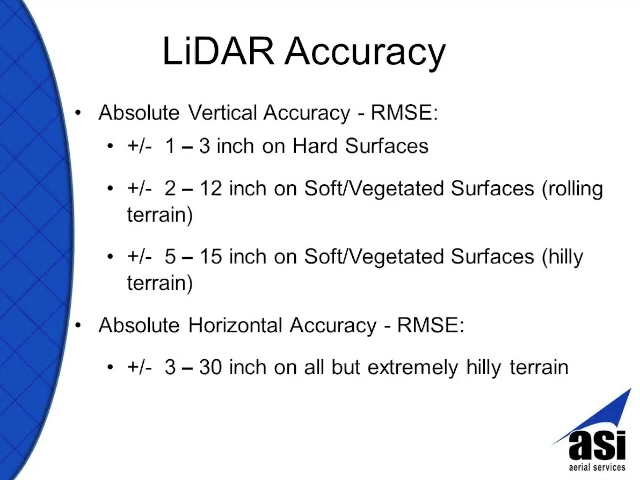 LiDAR Accuracy
• Absolute Vertical Accuracy - RMSE:
• +/- 1 – 3 inch on Hard Surfaces
• +/- 2 – 12 inch on Soft/Vegetated Surfaces (rolling
terrain)
• +/- 5 – 15 inch on Soft/Vegetated Surfaces (hilly
terrain)
• Absolute Horizontal Accuracy - RMSE:
• +/- 3 – 30 inch on all but extremely hilly terrain
asi
aerial services